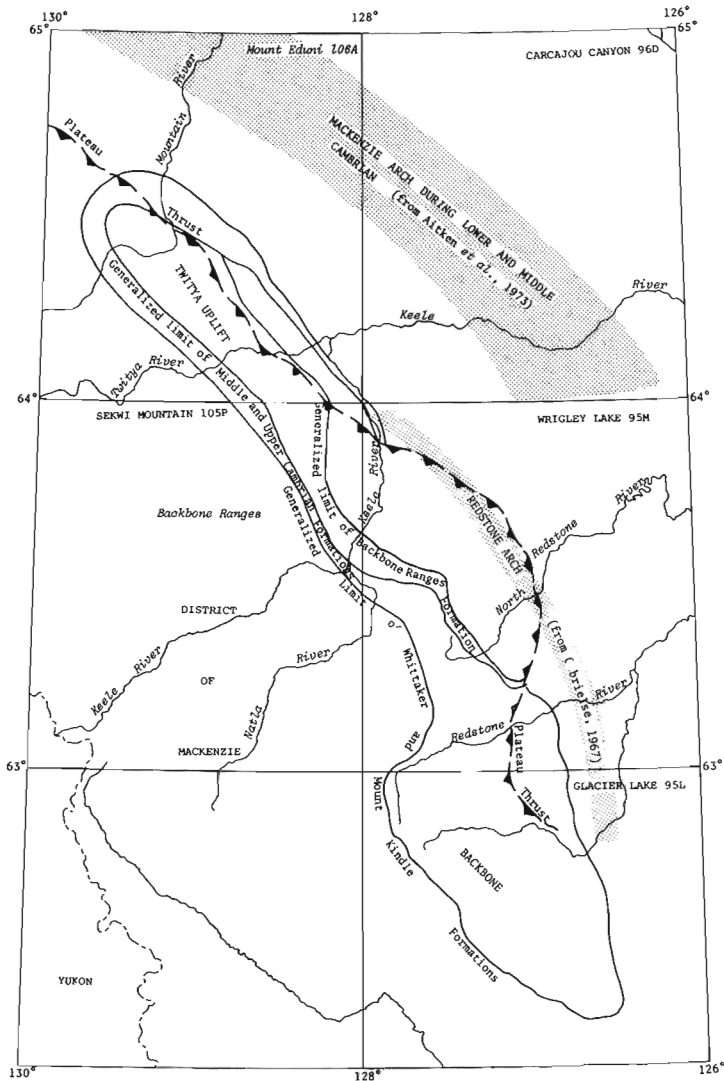 130°
128°
126°
65°
65°
Mount Eduni 106A
CARCAJOU CANYON 96D
Mountain River
Plateau
Thrust
MACKENZIE ARCH DURING LOWER AND MIDDLE
CAMBRIAN (from Aitken et al., 1973)
TWITYA UPLIFT
Keele
River
Twitya River
Generalized limit of Middle and Upper Cambrian Formations
64°
64°
SEKWI MOUNTAIN 105P
WRIGLEY LAKE 95M
Generalized limit of Backbone Ranges Formation
Keele River
Backbone Ranges
REDSTONE ARCH
North Redstone River
Generalized Limit of Whittaker and Mount Kindle Formations
DISTRICT
OF
MACKENZIE
Keele River
Natla River
Redstone River
Plateau
Thrust
1967)
63°
63°
GLACIER LAKE 95L
BACKBONE
YUKON
130°
128°
126°